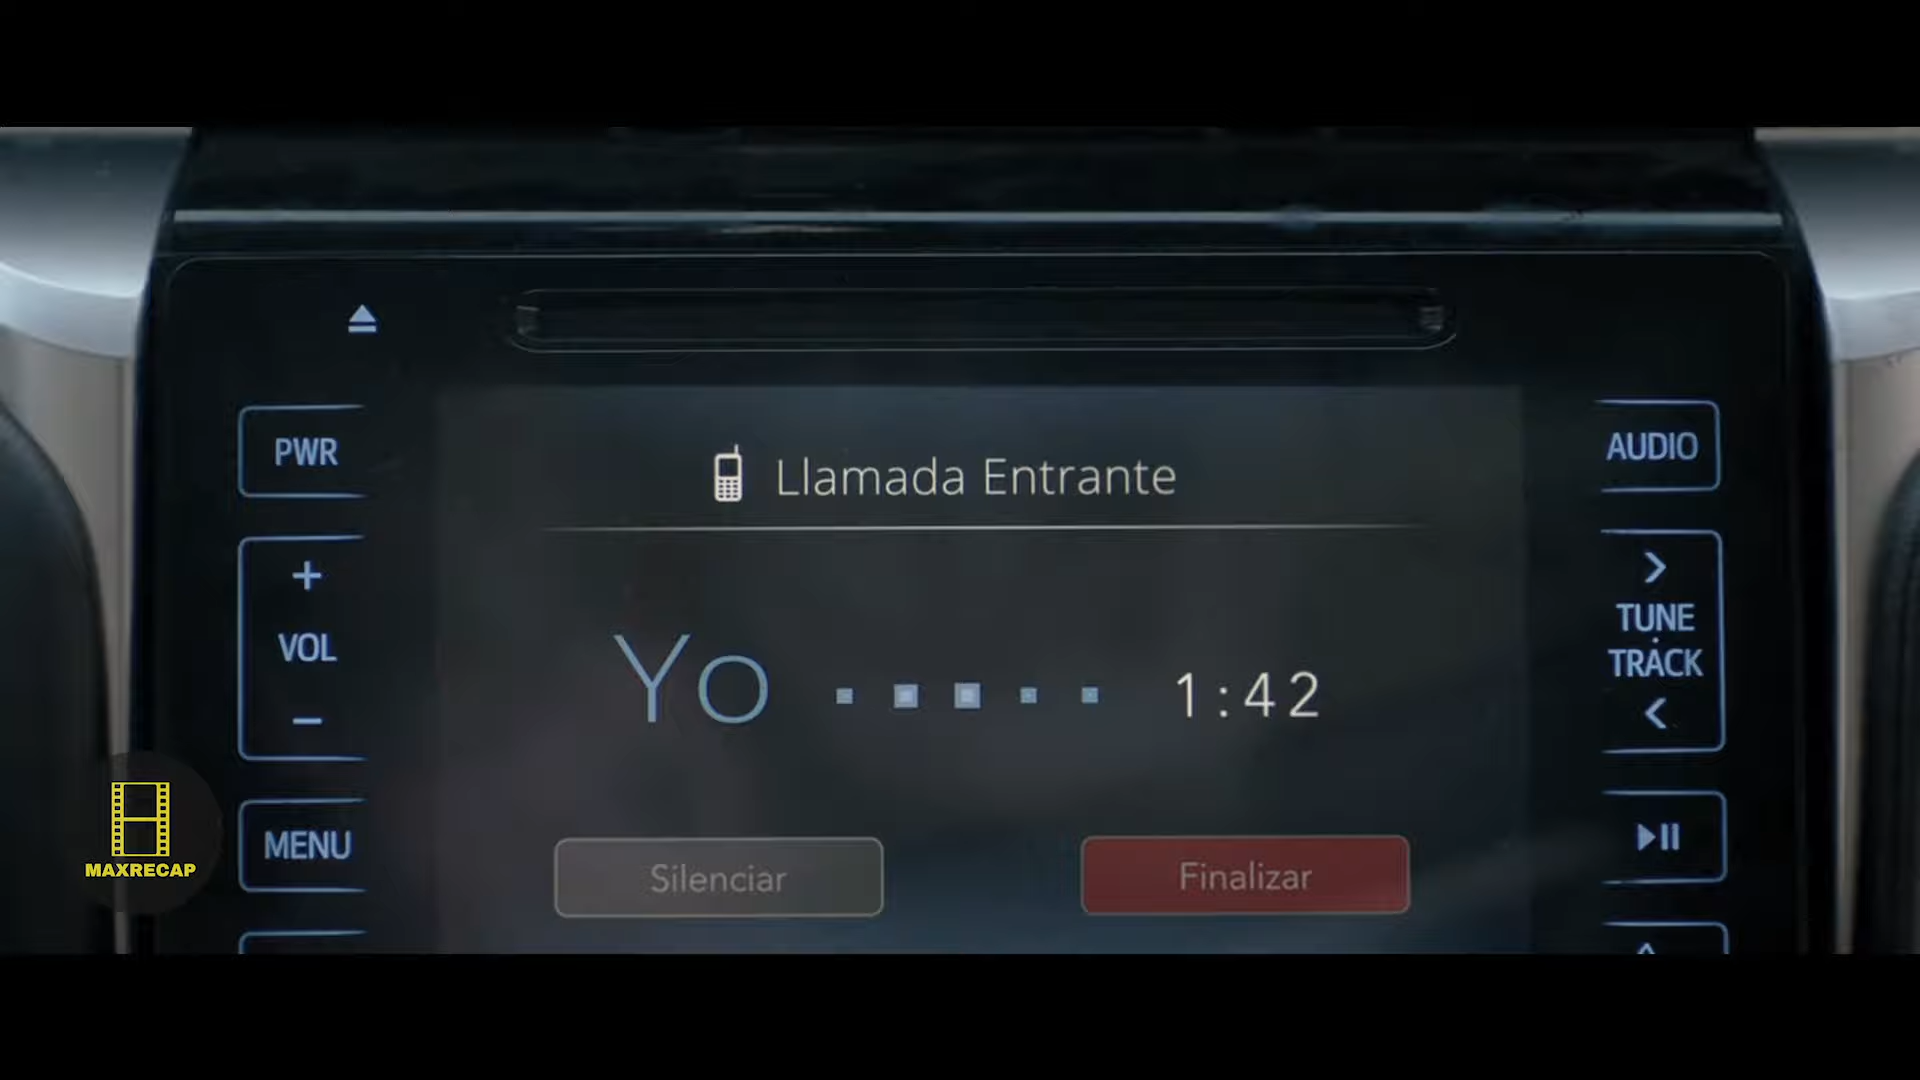 PWR
+
VOL
−
MENU
Llamada Entrante
Yo
1:42
Silenciar
Finalizar
AUDIO
>
TUNE
TRACK
<
MAXRECAP